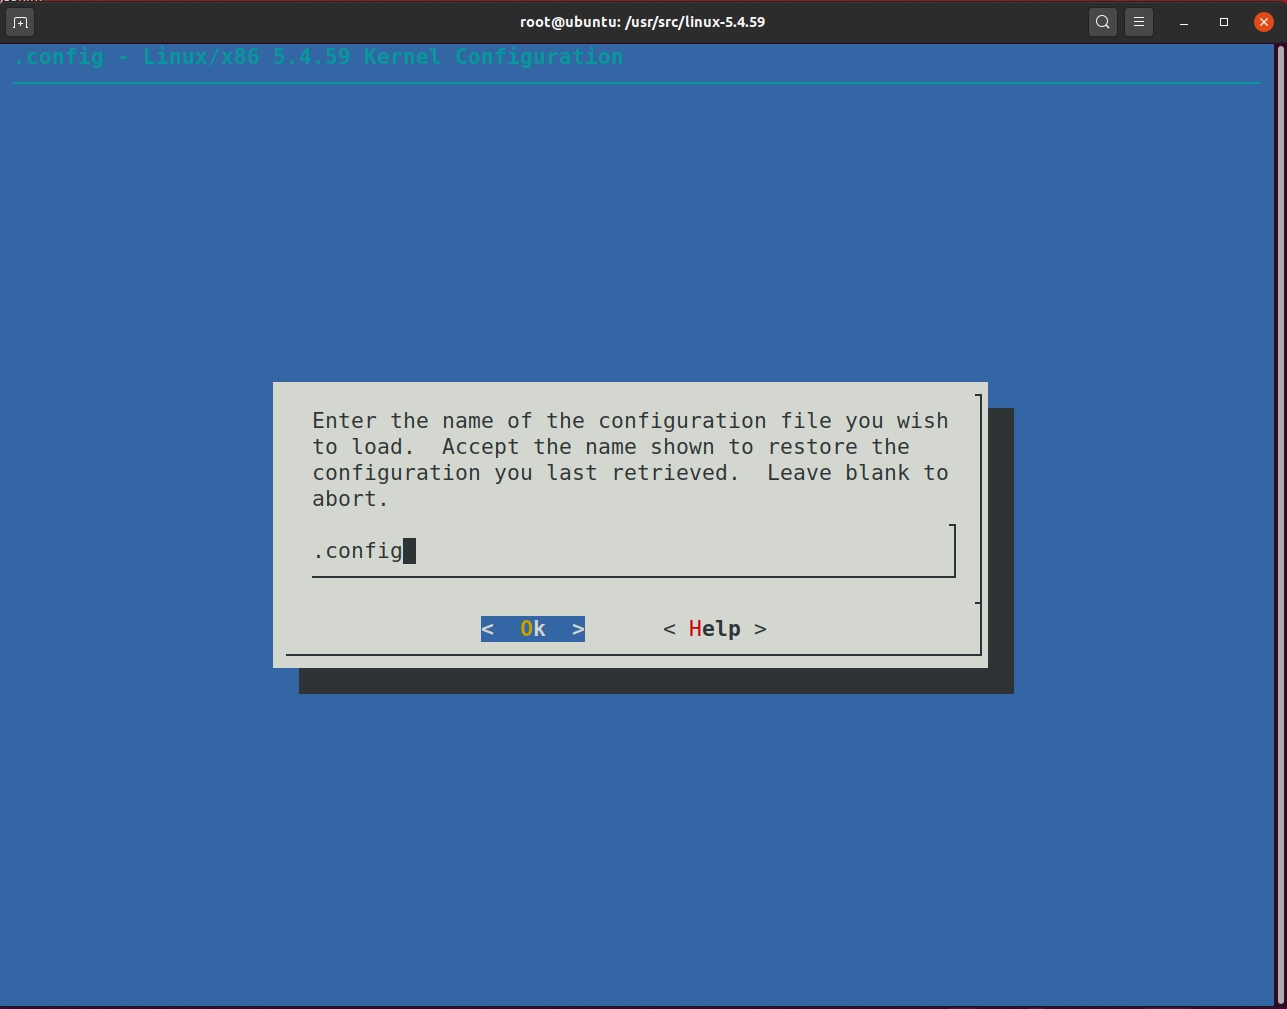 root@ubuntu: /usr/src/linux-5.4.59
.config - Linux/x86 5.4.59 Kernel Configuration
Enter the name of the configuration file you wish
to load.  Accept the name shown to restore the
configuration you last retrieved.  Leave blank to
abort.
.config
<  Ok  > < Help >